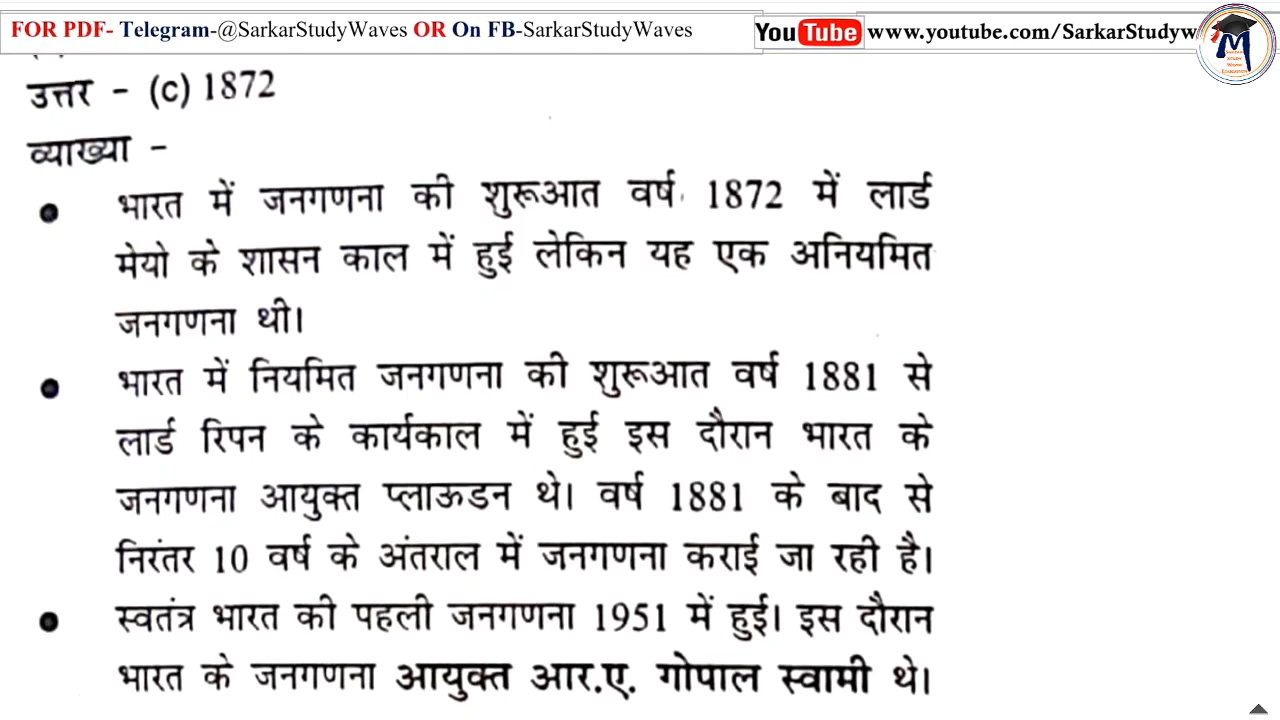 FOR PDF- Telegram-@SarkarStudyWaves OR On FB-SarkarStudyWaves
YouTube www.youtube.com/SarkarStudyw
उत्तर - (c) 1872
व्याख्या -
भारत में जनगणना की शुरूआत वर्ष 1872 में लार्ड
मेयो के शासन काल में हुई लेकिन यह एक अनियमित
जनगणना थी।
भारत में नियमित जनगणना की शुरूआत वर्ष 1881 से
लार्ड रिपन के कार्यकाल में हुई इस दौरान भारत के
जनगणना आयुक्त प्लाऊडन थे। वर्ष 1881 के बाद से
निरंतर 10 वर्ष के अंतराल में जनगणना कराई जा रही है।
स्वतंत्र भारत की पहली जनगणना 1951 में हुई। इस दौरान
भारत के जनगणना आयुक्त आर.ए. गोपाल स्वामी थे।